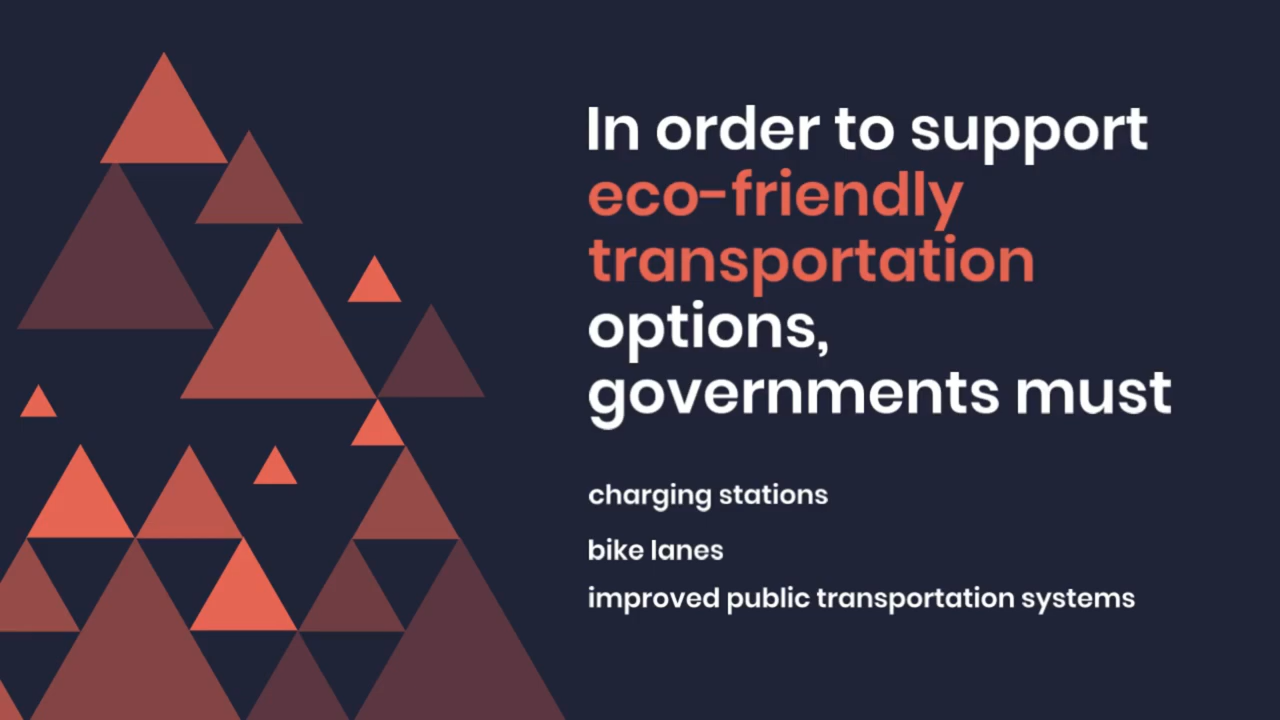 In order to support
eco-friendly
transportation
options,
governments must
charging stations
bike lanes
improved public transportation systems